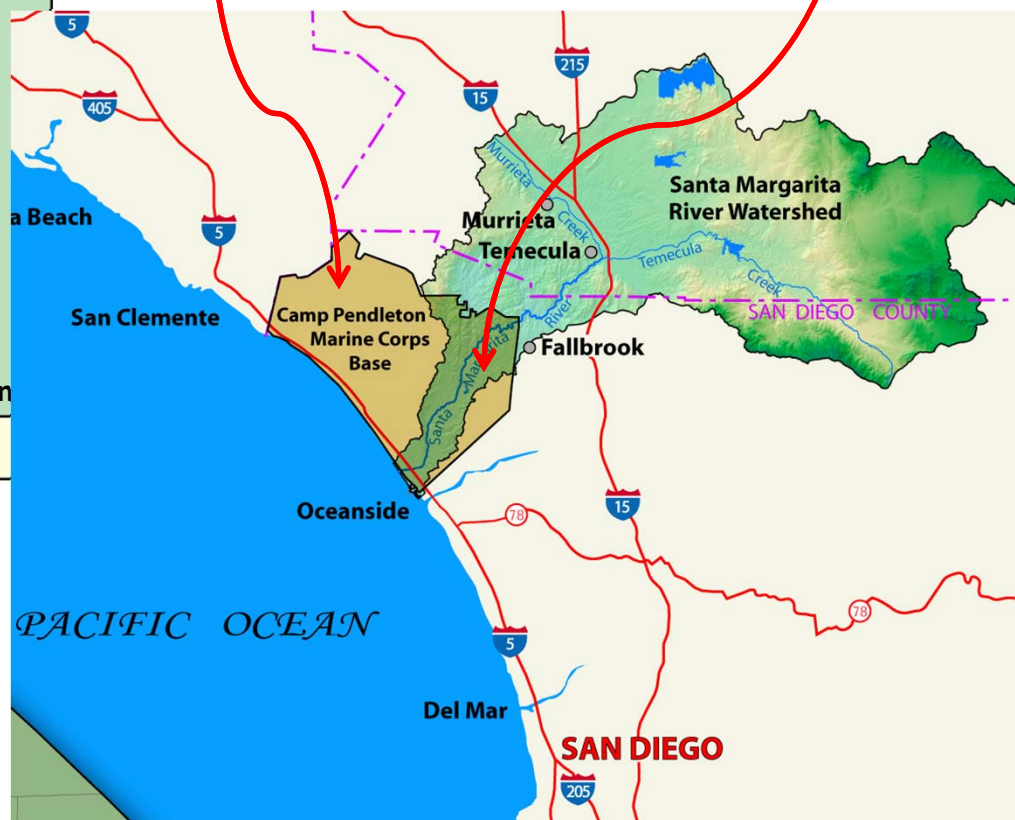 5
215
15
405
Murrieta
Creek
Santa Margarita
River Watershed
a Beach
Murrieta
5
Temecula
Temecula
Creek
San Clemente
Camp Pendleton
Marine Corps
Base
SAN DIEGO COUNTY
River
Fallbrook
Margarita
n
Santa
Oceanside
78
15
PACIFIC OCEAN
78
5
Del Mar
SAN DIEGO
205